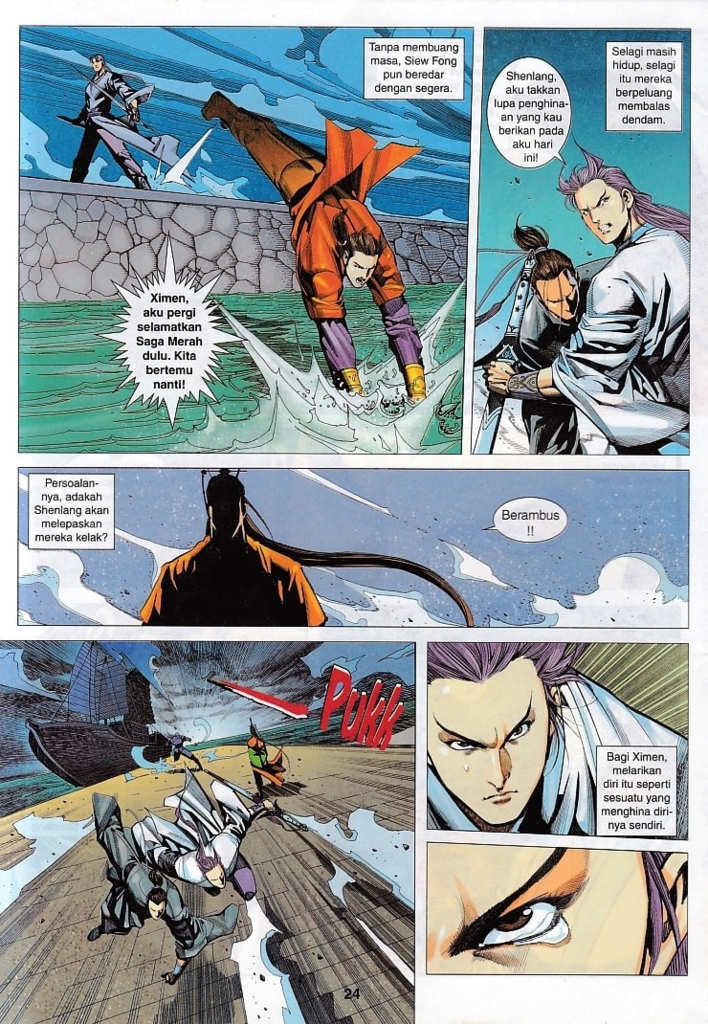 Tanpa membuang
masa, Siew Fong
pun beredar
dengan segera.
Ximen,
aku pergi
selamatkan
Saga Merah
dulu. Kita
bertemu
nanti!
Selagi masih
hidup, selagi
itu mereka
berpeluang
membalas
dendam.
Shenlang,
aku takkan
lupa penghina-
an yang kau
berikan pada
aku hari
ini!
Persoalan-
nya, adakah
Shenlang akan
melepaskan
mereka kelak?
Berambus
!!
PUKK
Bagi Ximen,
melarikan
diri itu seperti
sesuatu yang
menghina diri-
nya sendiri.
24